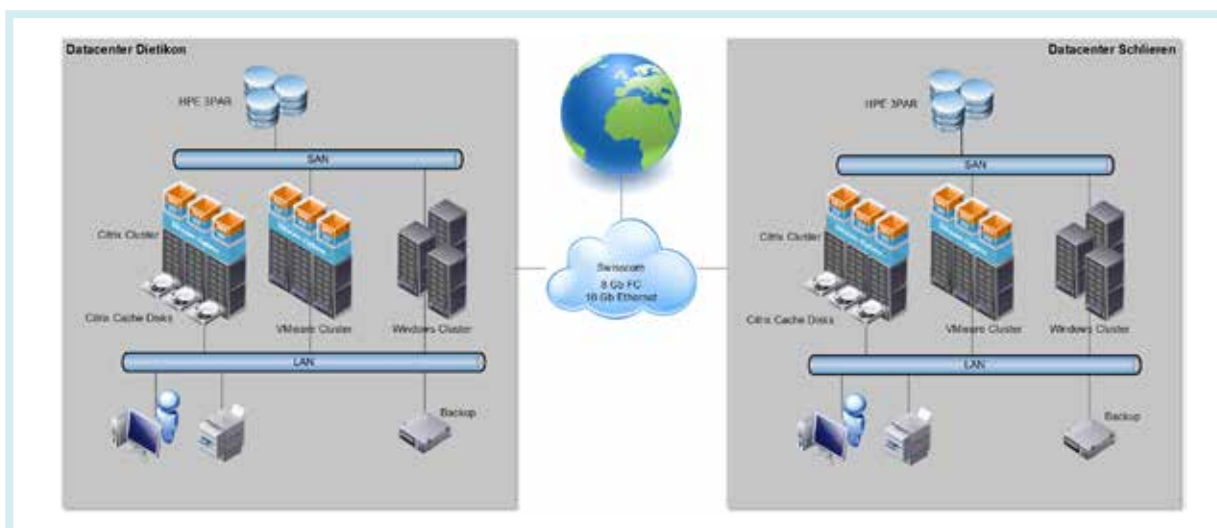 Datacenter Dietikon
HPE 3PAR
SAN
Citrix Cluster
Citrix Cache Disks
VMware Cluster
Windows Cluster
LAN
Backup
Swisscom
8 Gb FC
10 Gb Ethernet
Datacenter Schlieren
HPE 3PAR
SAN
Citrix Cluster
Citrix Cache Disks
VMware Cluster
Windows Cluster
LAN
Backup